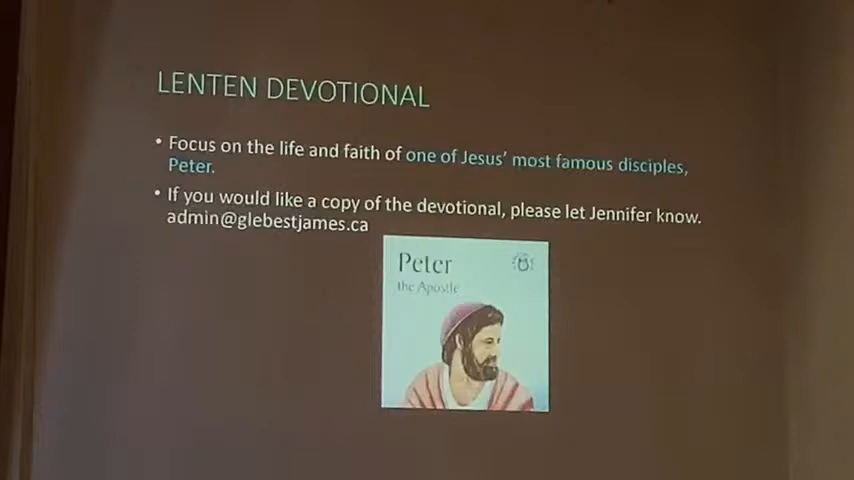 LENTEN DEVOTIONAL
• Focus on the life and faith of one of Jesus’ most famous disciples,
Peter.
• If you would like a copy of the devotional, please let Jennifer know.
admin@glebestjames.ca
Peter
the Apostle